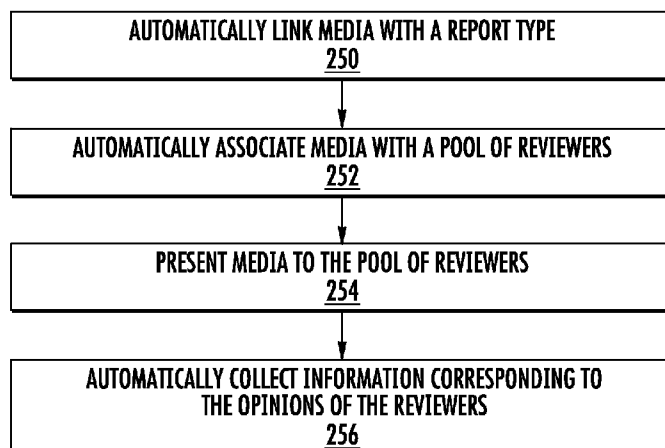 AUTOMATICALLY LINK MEDIA WITH A REPORT TYPE
250
AUTOMATICALLY ASSOCIATE MEDIA WITH A POOL OF REVIEWERS
252
PRESENT MEDIA TO THE POOL OF REVIEWERS
254
AUTOMATICALLY COLLECT INFORMATION CORRESPONDING TO
THE OPINIONS OF THE REVIEWERS
256